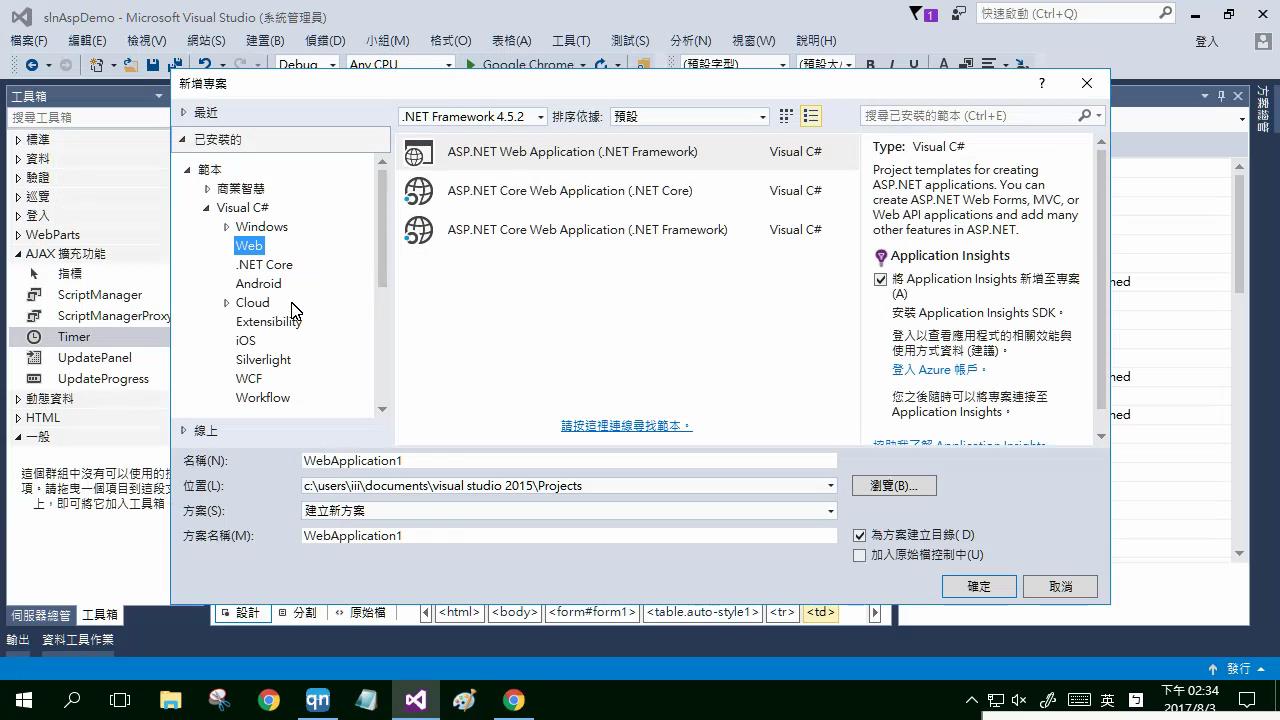 slnAspDemo - Microsoft Visual Studio (系統管理員)
1
快速啟動 (Ctrl+Q)
檔案(F) 編輯(E) 檢視(V) 網站(S) 建置(B) 偵錯(D) 小組(M) 格式(O) 表格(A) 工具(T) 測試(S) 分析(N) 視窗(W) 說明(H)
登入
Debug Any CPU Google Chrome (預設字型) (預設大 B I U A
工具箱
搜尋工具箱
標準
資料
驗證
巡覽
登入
WebParts
AJAX 擴充功能
指標
ScriptManager
ScriptManagerProxy
Timer
UpdatePanel
UpdateProgress
動態資料
HTML
一般
這個群組中沒有可以使用的控
項。請拖曳一個項目到這段文
上，即可將它加入工具箱
伺服器總管 工具箱
輸出 資料工具作業
新增專案
?
最近
已安裝的
範本
商業智慧
Visual C#
Windows
Web
.NET Core
Android
Cloud
Extensibility
iOS
Silverlight
WCF
Workflow
線上
.NET Framework 4.5.2 排序依據: 預設
搜尋已安裝的範本 (Ctrl+E)
ASP.NET Web Application (.NET Framework) Visual C#
ASP.NET Core Web Application (.NET Core) Visual C#
ASP.NET Core Web Application (.NET Framework) Visual C#
請按這裡連線尋找範本。
Type: Visual C#
Project templates for creating
ASP.NET applications. You can
create ASP.NET Web Forms, MVC, or
Web API applications and add many
other features in ASP.NET.
Application Insights
將 Application Insights 新增至專案
(A)
安裝 Application Insights SDK。
登入以查看應用程式的相關效能與
使用方式資料 (建議)。
登入 Azure 帳戶。
您之後隨時可以將專案連接至
Application Insights。
協助我了解 Application Insights
名稱(N): WebApplication1
位置(L): c:\users\iii\documents\visual studio 2015\Projects
瀏覽(B)...
方案(S): 建立新方案
方案名稱(M): WebApplication1
為方案建立目錄(D)
加入原始檔控制中(U)
確定 取消
方案總管
ned
ned
ned
設計 分割 原始檔 <html> <body> <form#form1> <table.auto-style1> <tr> <td>
發行
qn
英
下午 02:34
2017/8/3